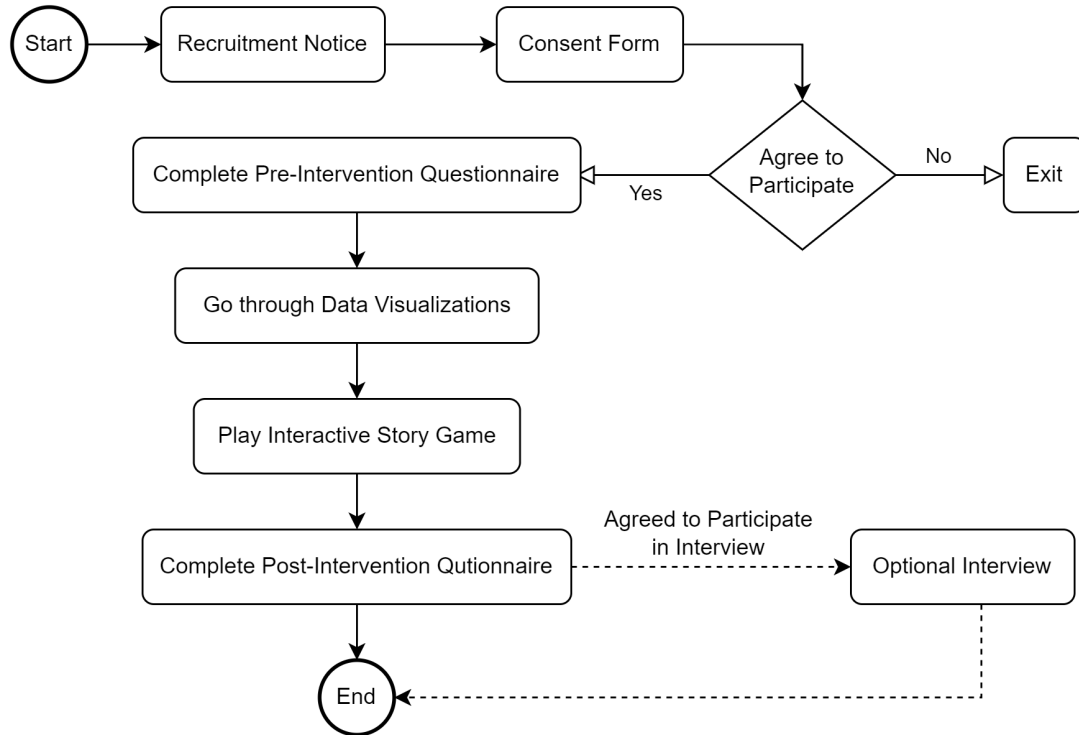 Start
Recruitment Notice
Consent Form
Agree to
Participate
No
Exit
Yes
Complete Pre-Intervention Questionnaire
Go through Data Visualizations
Play Interactive Story Game
Complete Post-Intervention Qutionnaire
Agreed to Participate
in Interview
Optional Interview
End